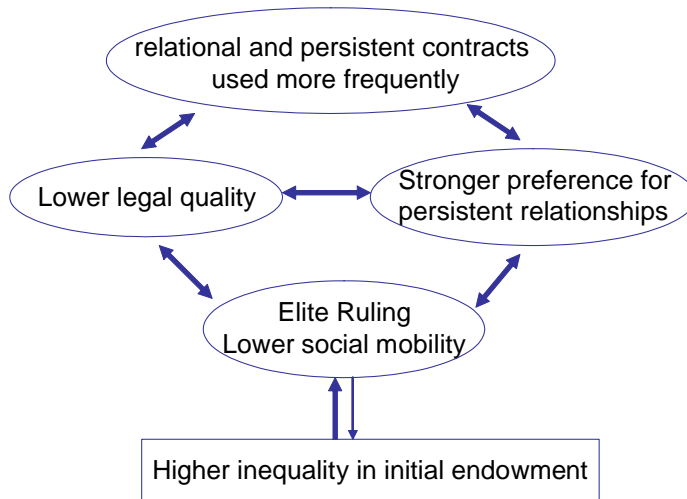 relational and persistent contracts
used more frequently
Lower legal quality
Stronger preference for
persistent relationships
Elite Ruling
Lower social mobility
Higher inequality in initial endowment